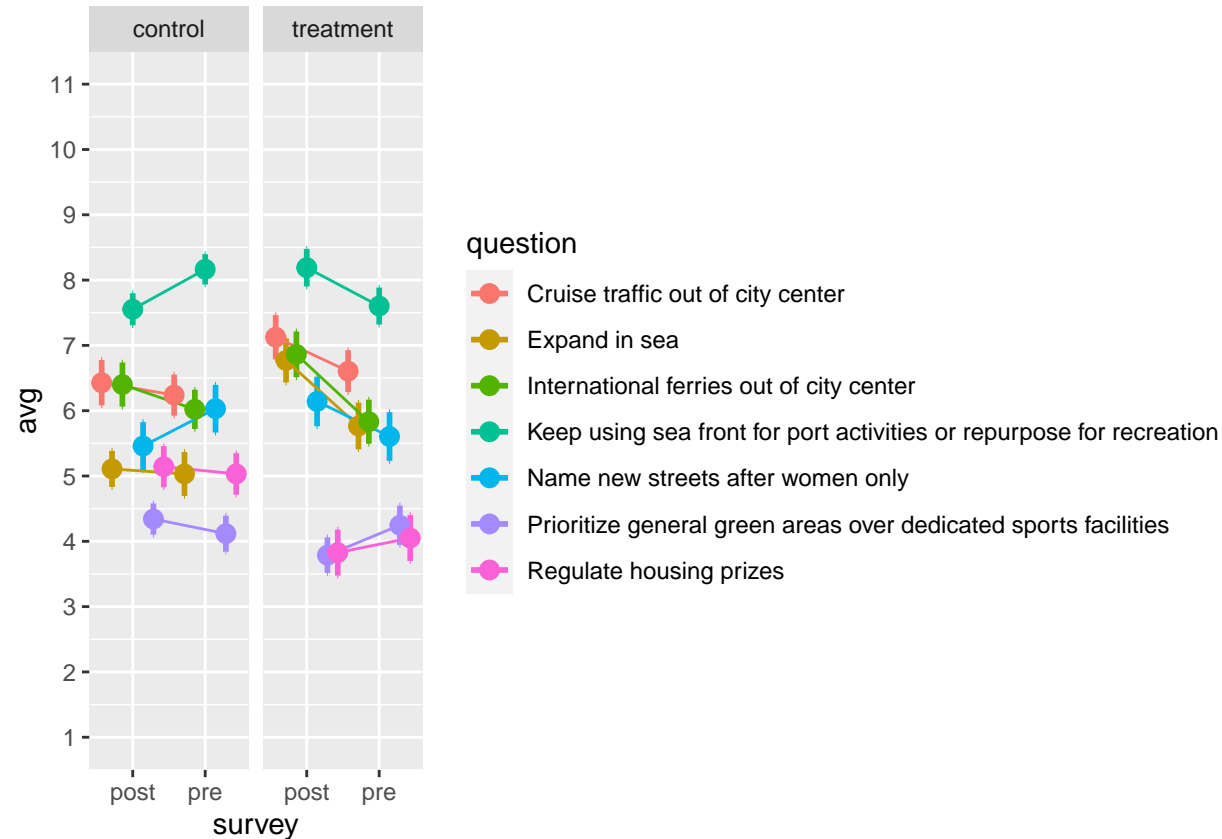 control treatment
11
10
9
8
7
6
5
4
3
2
1
avg
post pre post pre
survey
question
Cruise traffic out of city center
Expand in sea
International ferries out of city center
Keep using sea front for port activities or repurpose for recreation
Name new streets after women only
Prioritize general green areas over dedicated sports facilities
Regulate housing prizes